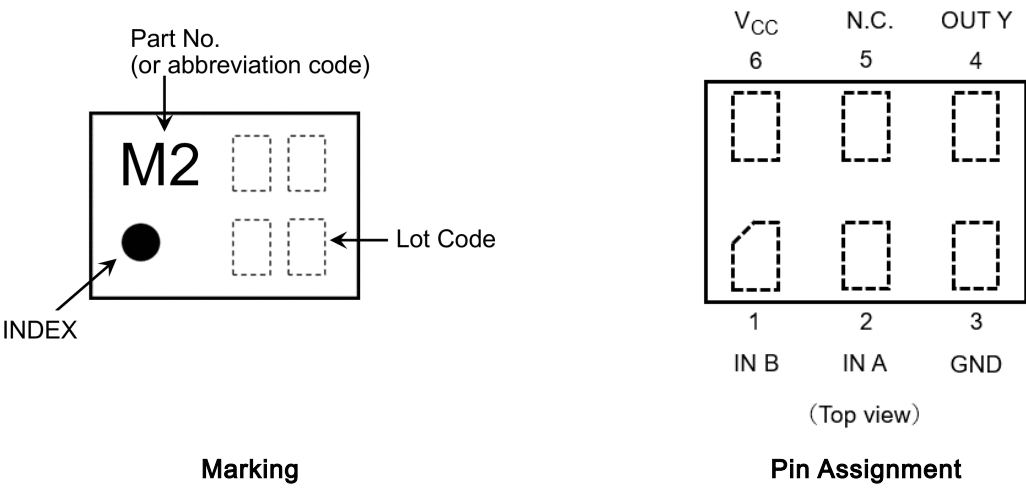 Part No.
(or abbreviation code)
M2
Lot Code
INDEX
Marking
VCC N.C. OUT Y
6 5 4
1 2 3
IN B IN A GND
（Top view）
Pin Assignment